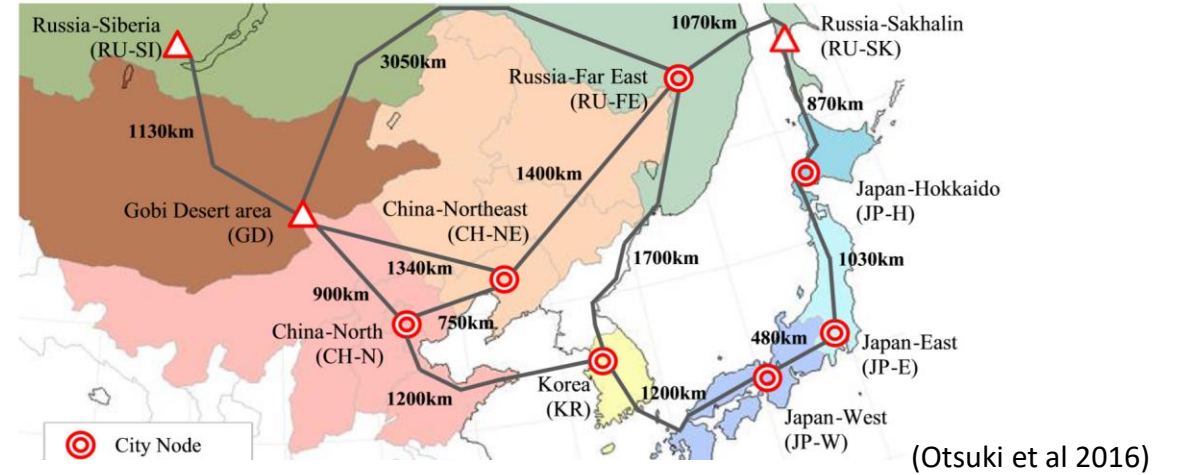 Russia-Siberia
(RU-SI)
1070km
Russia-Sakhalin
(RU-SK)
3050km
Russia-Far East
(RU-FE)
870km
1130km
1400km
Japan-Hokkaido
(JP-H)
Gobi Desert area
(GD)
China-Northeast
(CH-NE)
1340km
1700km
1030km
900km
750km
China-North
(CH-N)
480km
Japan-East
(JP-E)
1200km
Korea
(KR)
1200km
Japan-West
(JP-W)
City Node
(Otsuki et al 2016)